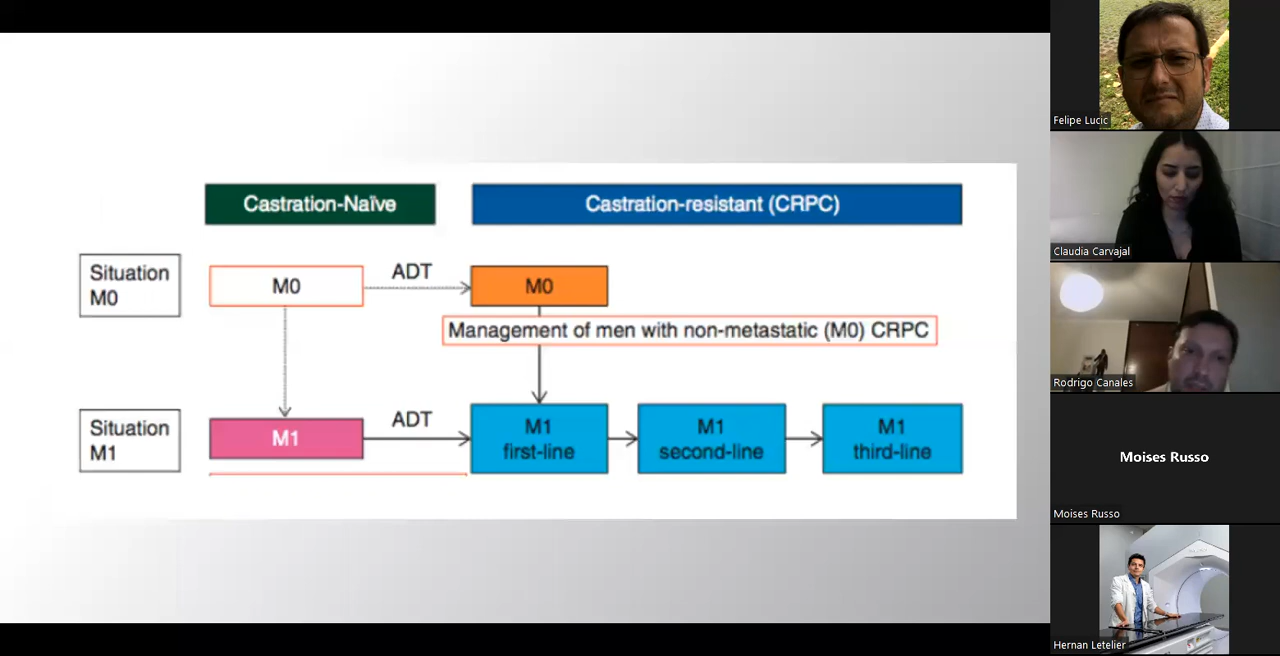 Castration-Naïve
Castration-resistant (CRPC)
Situation
M0
M0
ADT
M0
Management of men with non-metastatic (M0) CRPC
Situation
M1
M1
ADT
M1
first-line
M1
second-line
M1
third-line
Felipe Lucic
Claudia Carvajal
Rodrigo Canales
Moises Russo
Moises Russo
Hernan Letelier